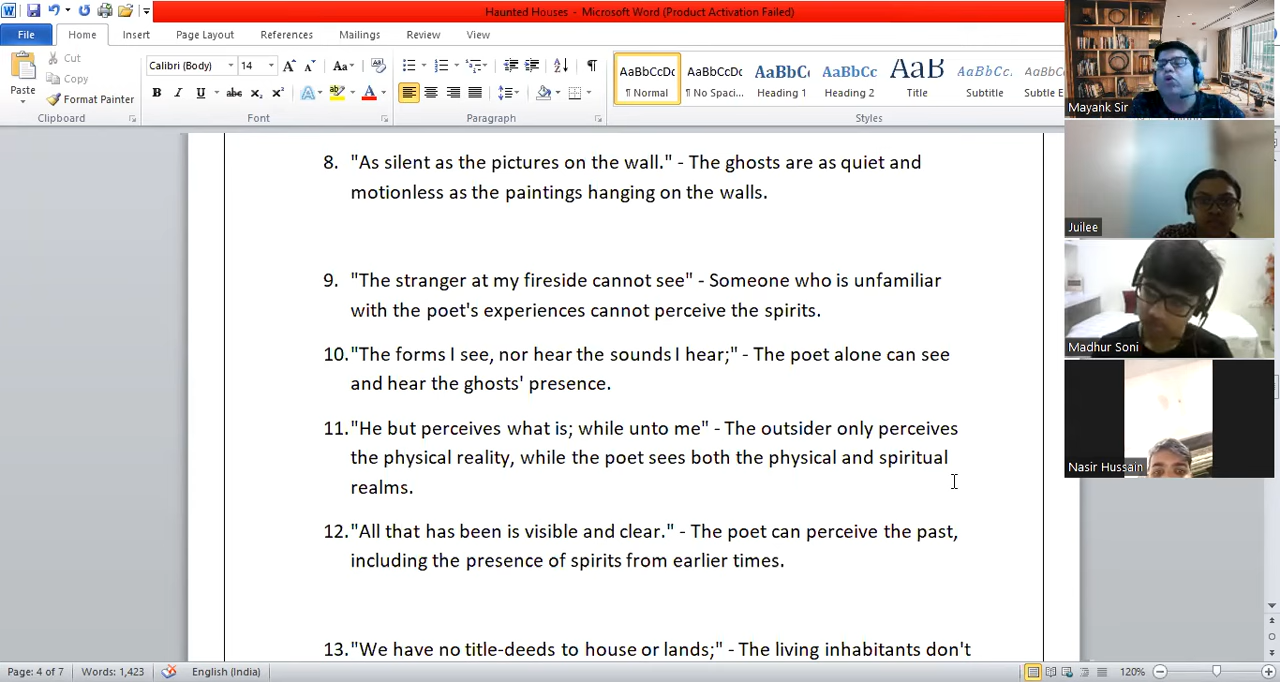 Haunted Houses - Microsoft Word (Product Activation Failed)
File Home Insert Page Layout References Mailings Review View
Paste
Cut
Copy
Format Painter
Clipboard
Calibri (Body) 14
Font
Paragraph
AaBbCcDc AaBbCcDc AaBbCc AaBbCc AaB AaBbCc. AaBbCc
¶ Normal ¶ No Spaci... Heading 1 Heading 2 Title Subtitle Subtle E
Styles
8. "As silent as the pictures on the wall." - The ghosts are as quiet and
motionless as the paintings hanging on the walls.
9. "The stranger at my fireside cannot see" - Someone who is unfamiliar
with the poet's experiences cannot perceive the spirits.
10. "The forms I see, nor hear the sounds I hear;" - The poet alone can see
and hear the ghosts' presence.
11. "He but perceives what is; while unto me" - The outsider only perceives
the physical reality, while the poet sees both the physical and spiritual
realms.
12. "All that has been is visible and clear." - The poet can perceive the past,
including the presence of spirits from earlier times.
13. "We have no title-deeds to house or lands;" - The living inhabitants don't
Page: 4 of 7 Words: 1,423 English (India) 120%
Mayank Sir
Juilee
Madhur Soni
Nasir Hussain